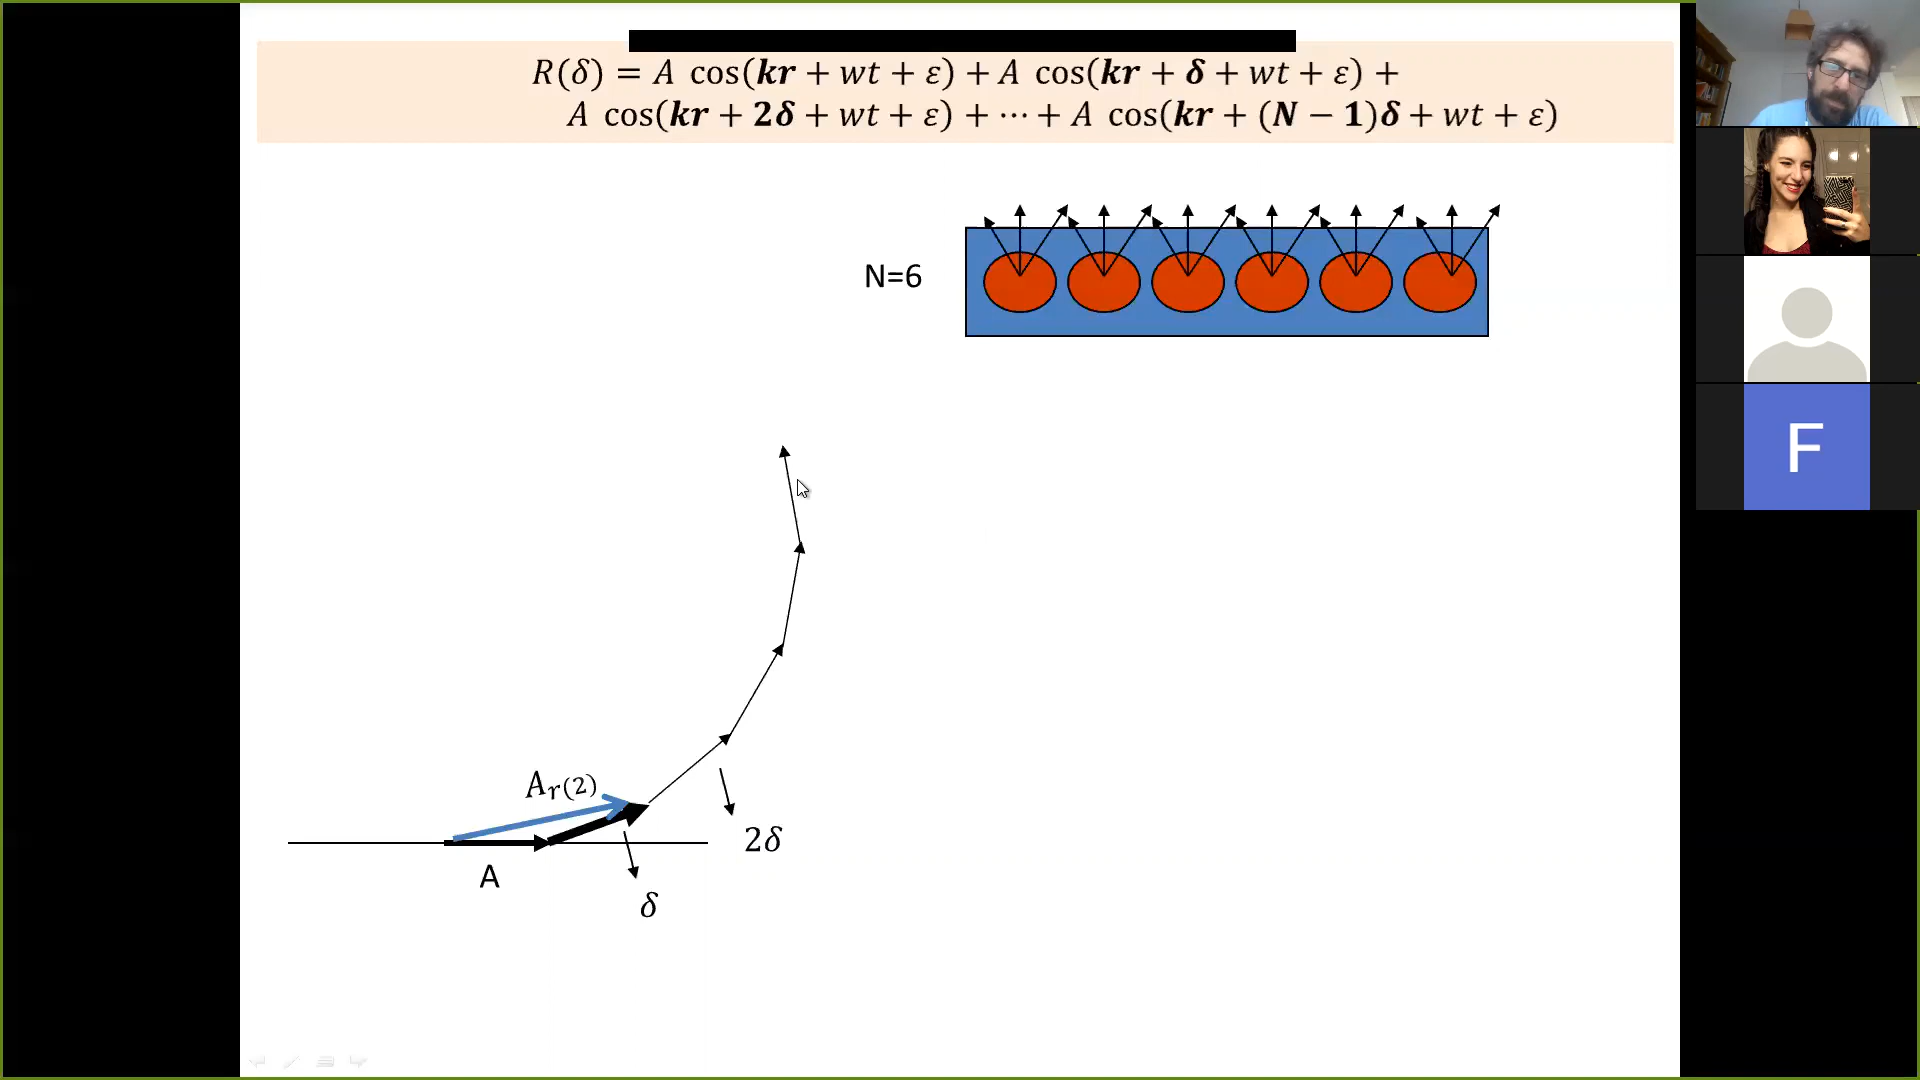 R(δ) = A cos(kr + wt + ε) + A cos(kr + δ + wt + ε) +
A cos(kr + 2δ + wt + ε) + ⋯ + A cos(kr + (N − 1)δ + wt + ε)
N=6
A_r(2)
2δ
A
δ
F